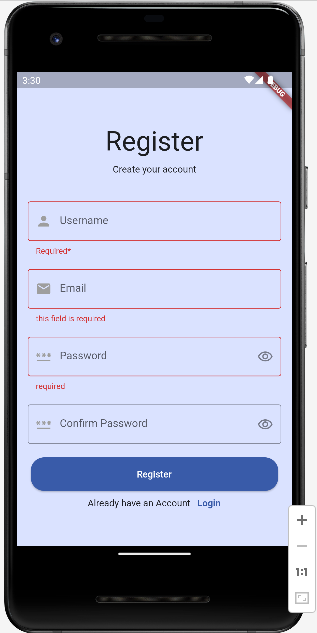 3:30
DEBUG
Register
Create your account
Username
Required*
Email
this field is required
Password
required
Confirm Password
Register
Already have an Account Login
1:1